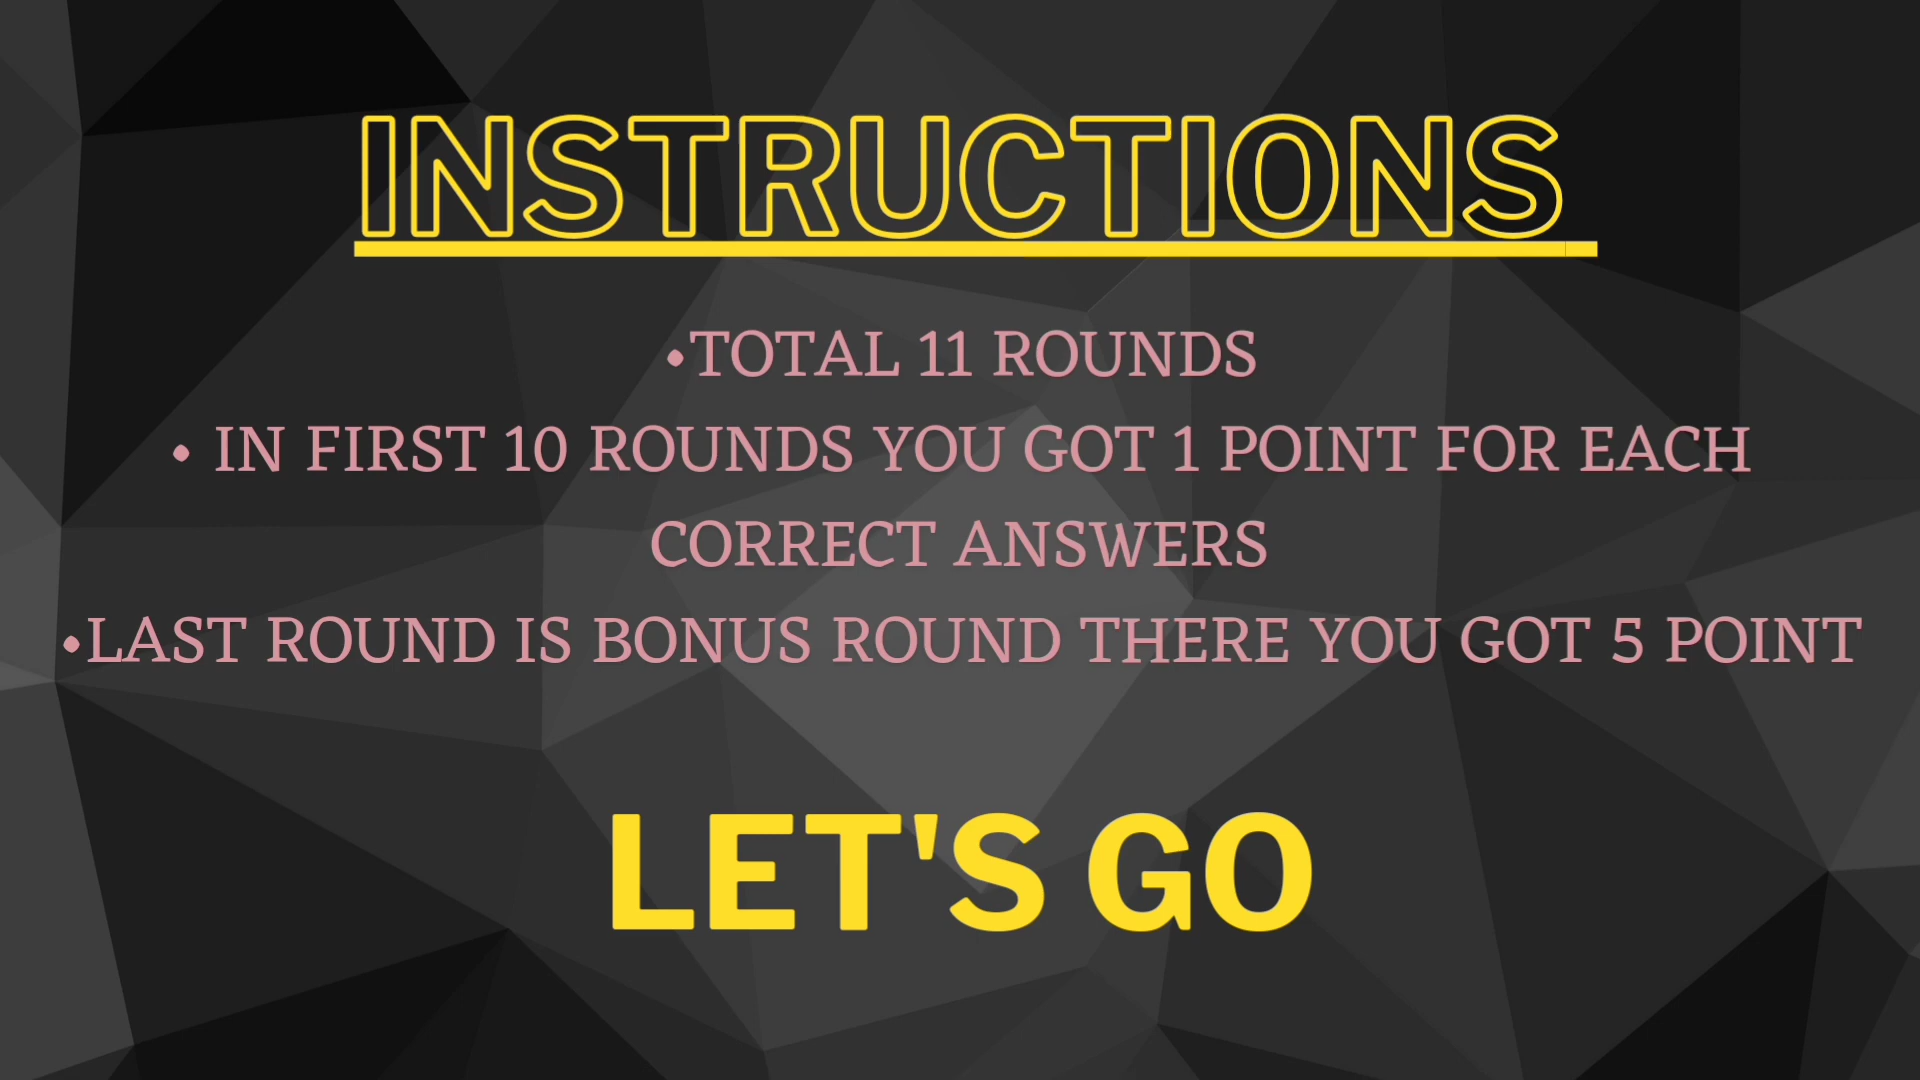 INSTRUCTIONS
•TOTAL 11 ROUNDS
• IN FIRST 10 ROUNDS YOU GOT 1 POINT FOR EACH
CORRECT ANSWERS
•LAST ROUND IS BONUS ROUND THERE YOU GOT 5 POINT
LET'S GO